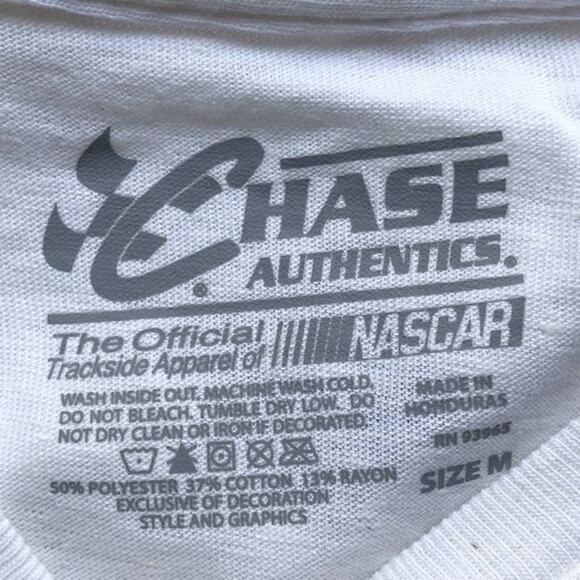 CHASE
AUTHENTICS®
The Official
Trackside Apparel of NASCAR
WASH INSIDE OUT. MACHINE WASH COLD.
DO NOT BLEACH. TUMBLE DRY LOW. DO
NOT DRY CLEAN OR IRON IF DECORATED.
50% POLYESTER 37% COTTON 13% RAYON
EXCLUSIVE OF DECORATION
STYLE AND GRAPHICS
MADE IN
HONDURAS
RN 93965
SIZE M